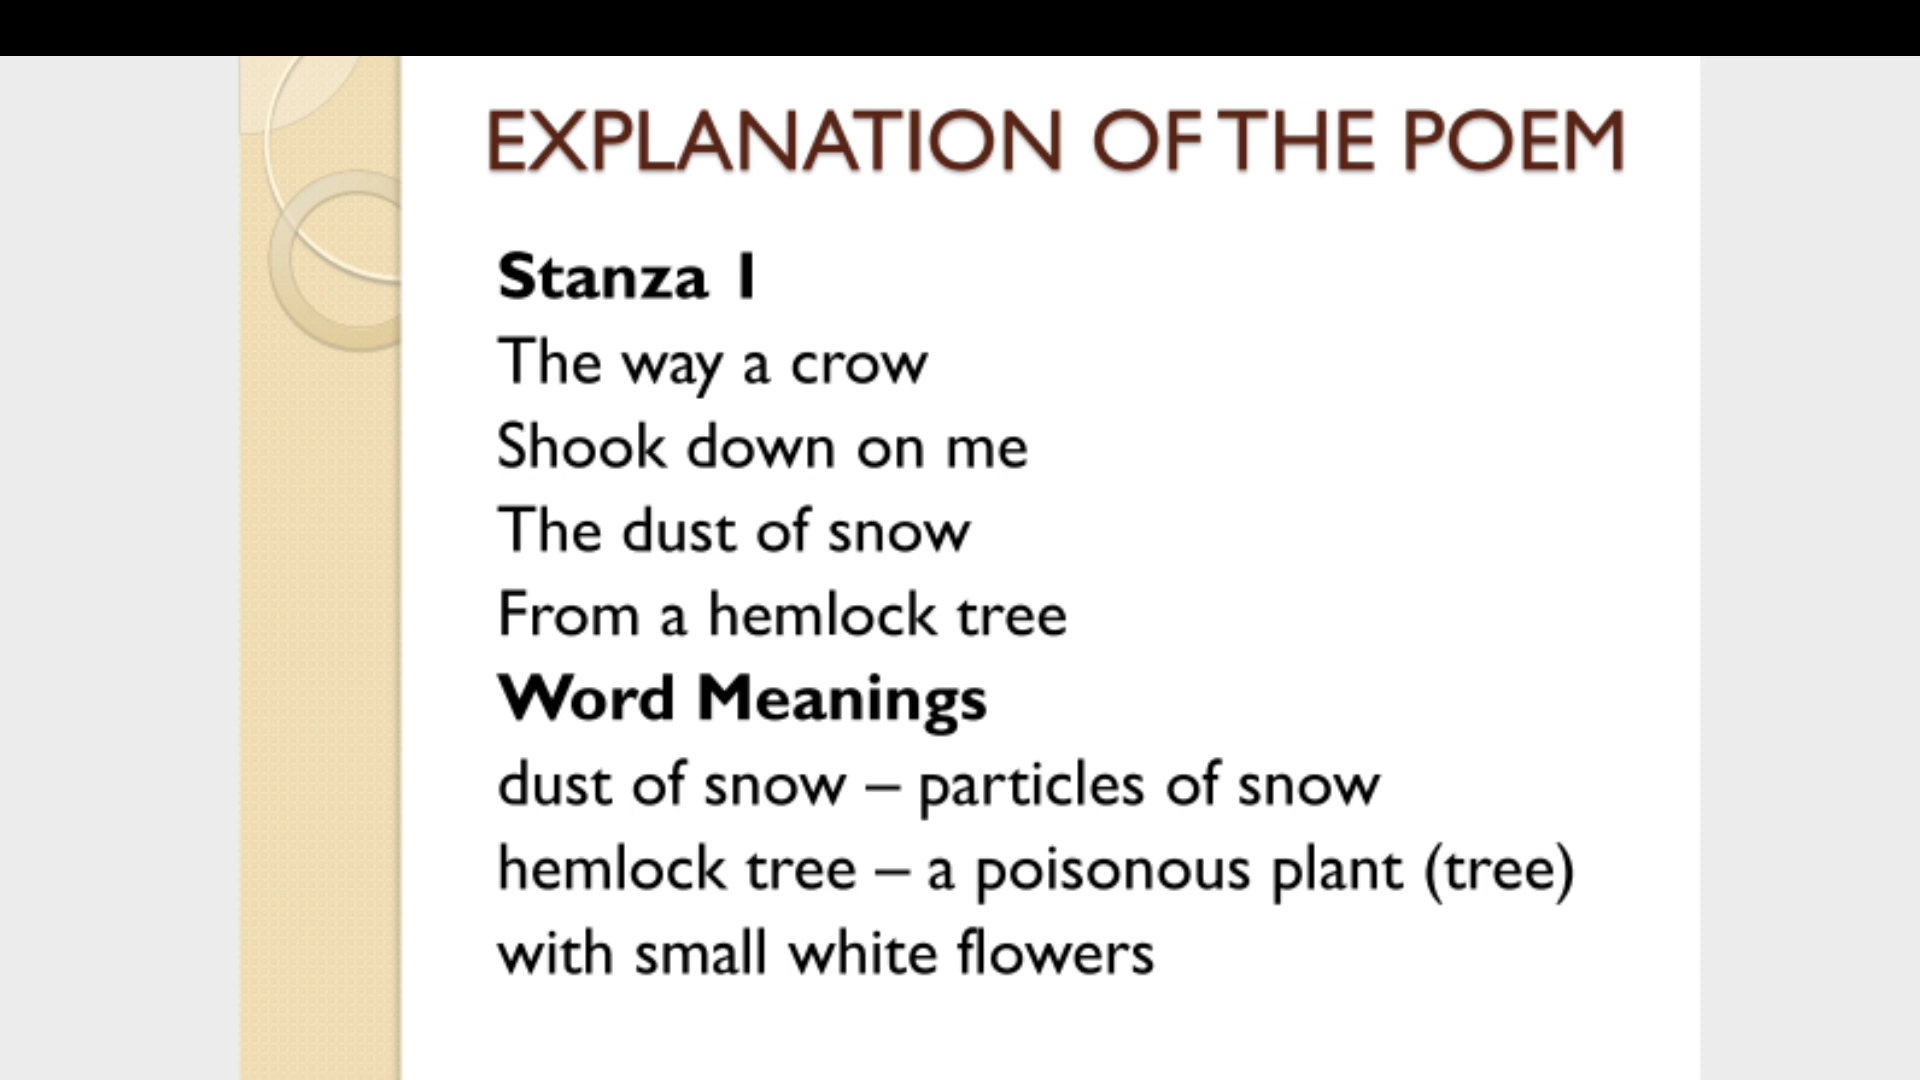 EXPLANATION OF THE POEM
Stanza 1
The way a crow
Shook down on me
The dust of snow
From a hemlock tree
Word Meanings
dust of snow – particles of snow
hemlock tree – a poisonous plant (tree)
with small white flowers